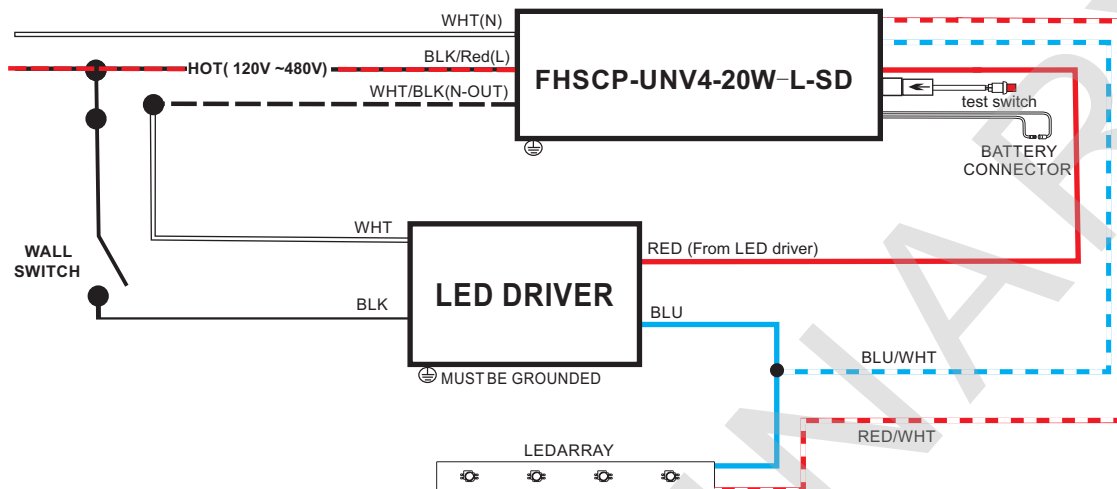 WHT(N)
BLK/Red(L)
HOT( 120V ~480V)
WHT/BLK(N-OUT)
FHSCP-UNV4-20W-L-SD
test switch
BATTERY
CONNECTOR
WHT
WALL
SWITCH
RED (From LED driver)
LED DRIVER
BLK
BLU
MUST BE GROUNDED
BLU/WHT
RED/WHT
LEDARRAY